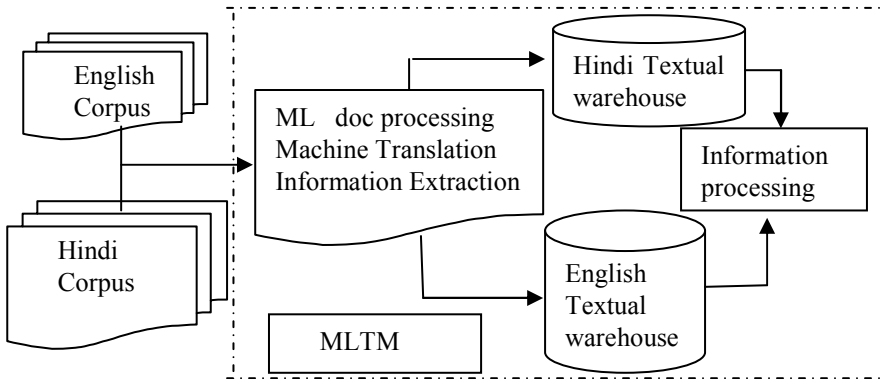 English
Corpus
Hindi
Corpus
ML doc processing
Machine Translation
Information Extraction
Hindi Textual
warehouse
Information
processing
English
Textual
warehouse
MLTM